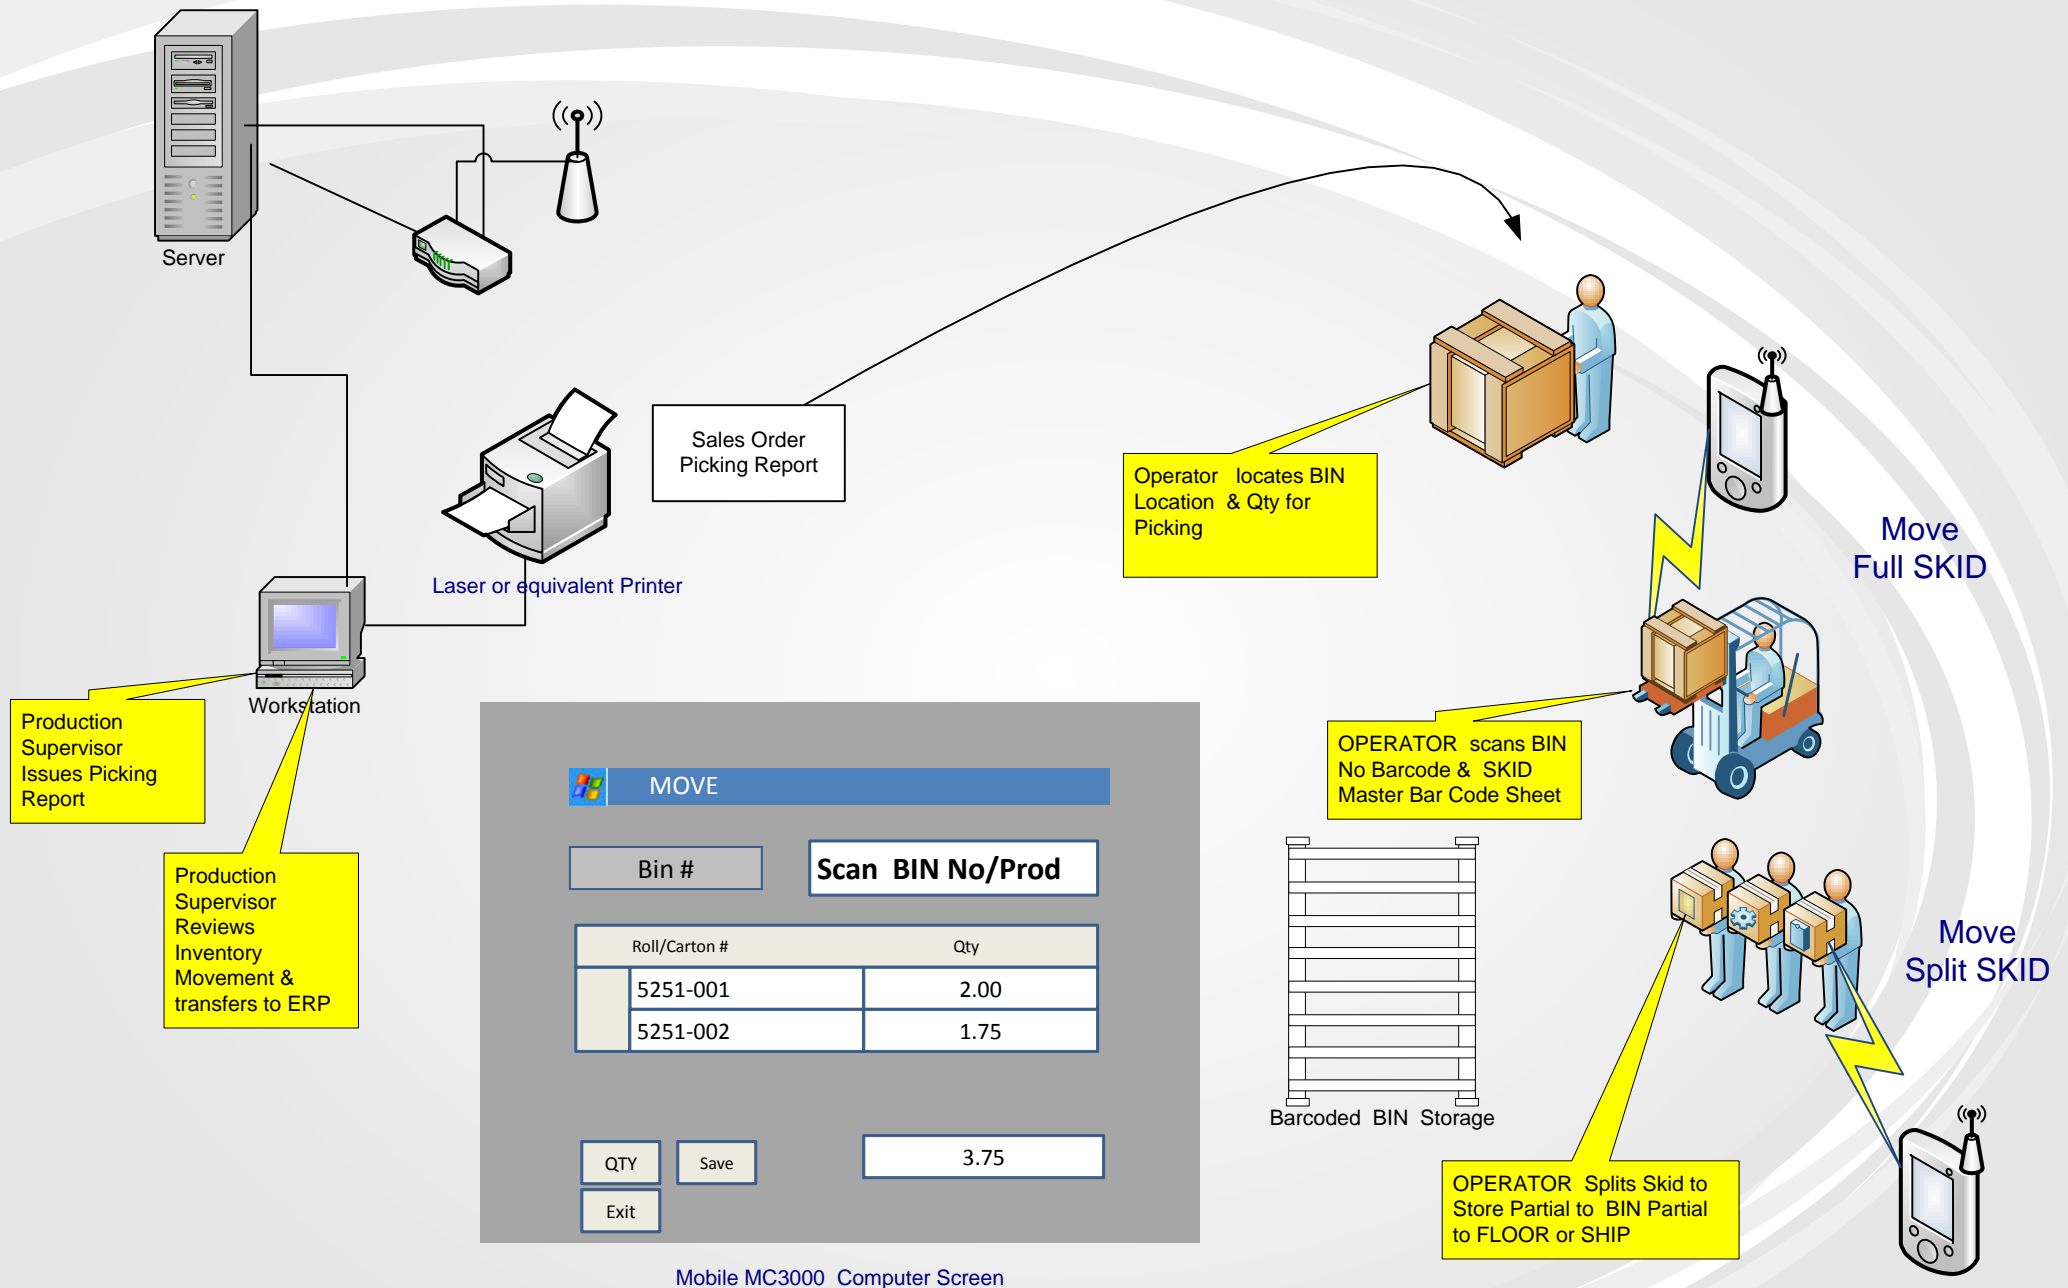 Server
Laser or equivalent Printer
Sales Order
Picking Report
Workstation
Production
Supervisor
Issues Picking
Report
Production
Supervisor
Reviews
Inventory
Movement &
transfers to ERP
Operator locates BIN
Location & Qty for
Picking
Move
Full SKID
OPERATOR scans BIN
No Barcode & SKID
Master Bar Code Sheet
MOVE
Bin #
Scan BIN No/Prod
Roll/Carton # Qty
5251-001 2.00
5251-002 1.75
QTY Save 3.75
Exit
Mobile MC3000 Computer Screen
Barcoded BIN Storage
Move
Split SKID
OPERATOR Splits Skid to
Store Partial to BIN Partial
to FLOOR or SHIP